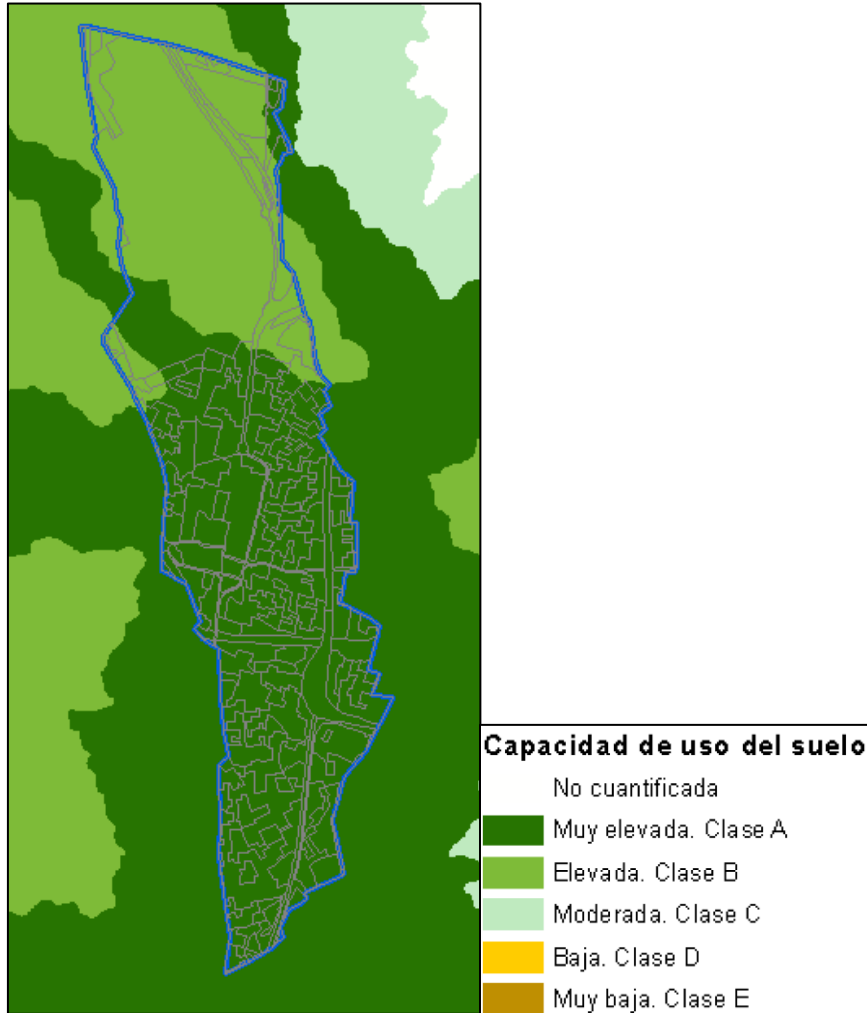 Capacidad de uso del suelo
No cuantificada
Muy elevada. Clase A
Elevada. Clase B
Moderada. Clase C
Baja. Clase D
Muy baja. Clase E